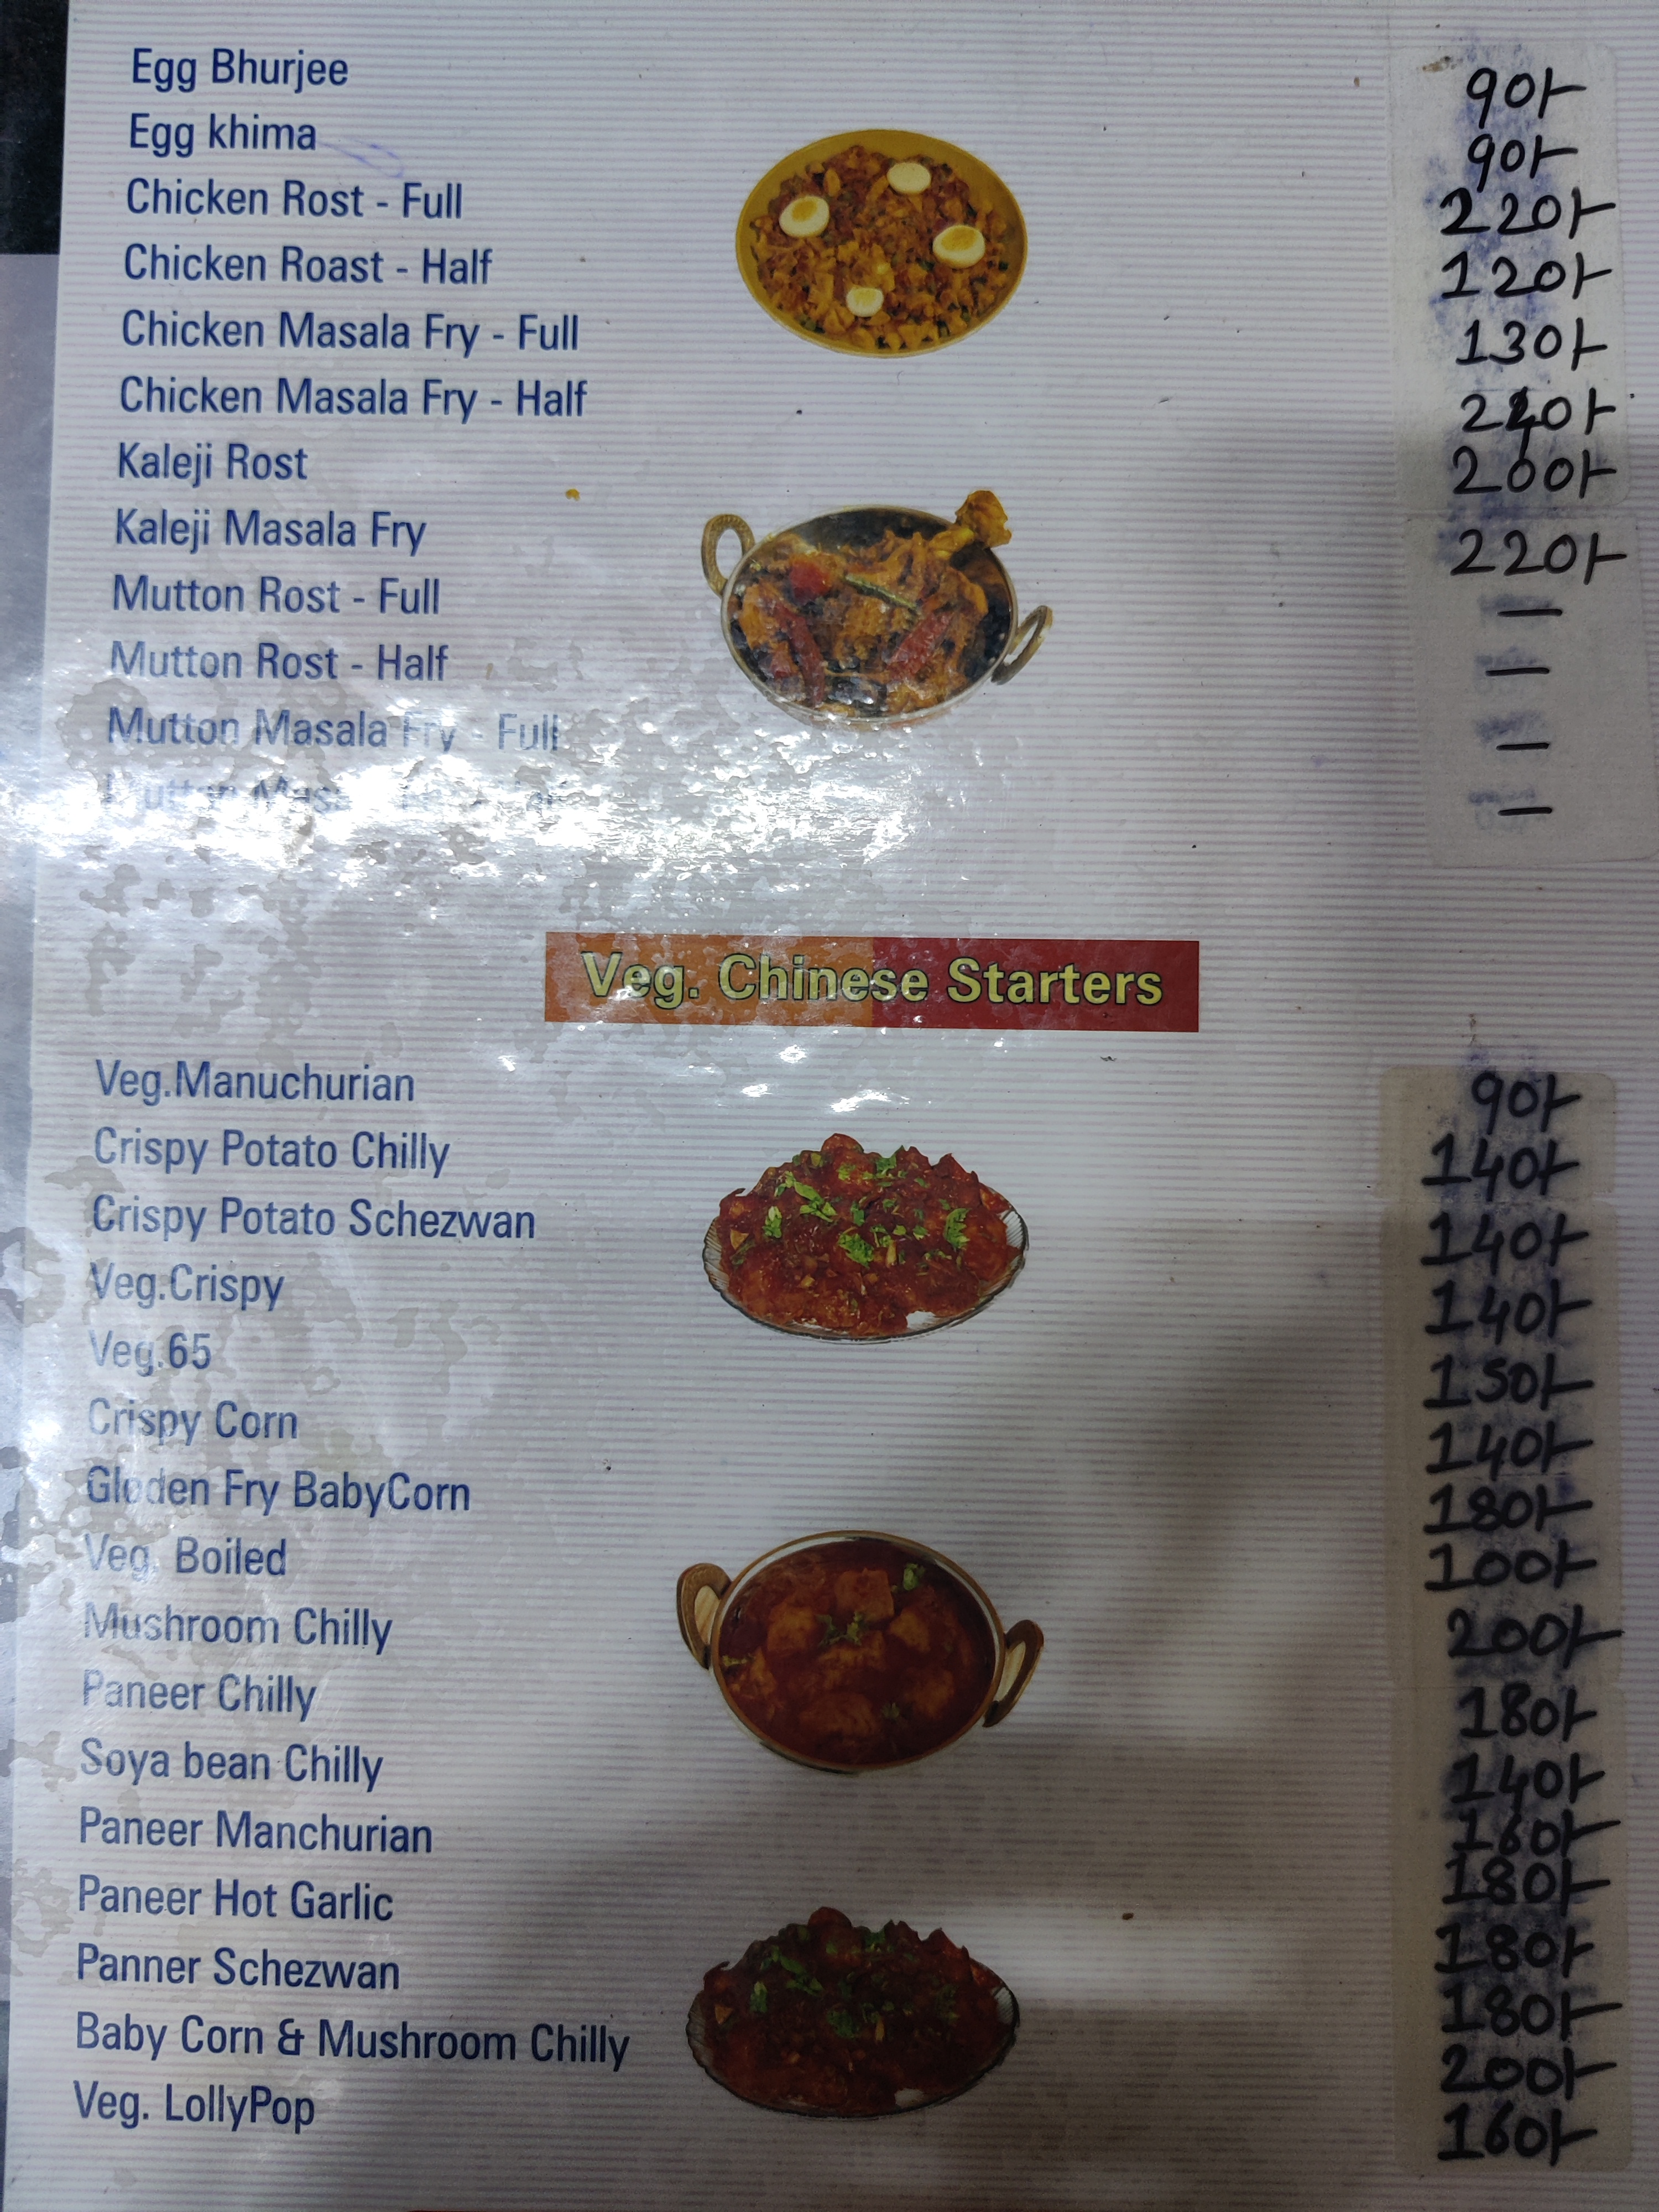 Egg Bhurjee 90/-
Egg khima 90/-
Chicken Rost - Full 220/-
Chicken Roast - Half 120/-
Chicken Masala Fry - Full 130/-
Chicken Masala Fry - Half
Kaleji Rost 200/-
Kaleji Masala Fry 220/-
Mutton Rost - Full —
Mutton Rost - Half —
Mutton Masala Fry - Full —
Mutton —
Veg. Chinese Starters
Veg.Manuchurian 90/-
Crispy Potato Chilly 140/-
Crispy Potato Schezwan 140/-
Veg.Crispy 140/-
Veg.65 150/-
Crispy Corn 140/-
Gloden Fry BabyCorn 180/-
Veg. Boiled 100/-
Mushroom Chilly 200/-
Paneer Chilly 180/-
Soya bean Chilly 140/-
Paneer Manchurian 160/-
Paneer Hot Garlic 180/-
Panner Schezwan 180/-
Baby Corn & Mushroom Chilly 180/-
Veg. LollyPop 200/-
160/-